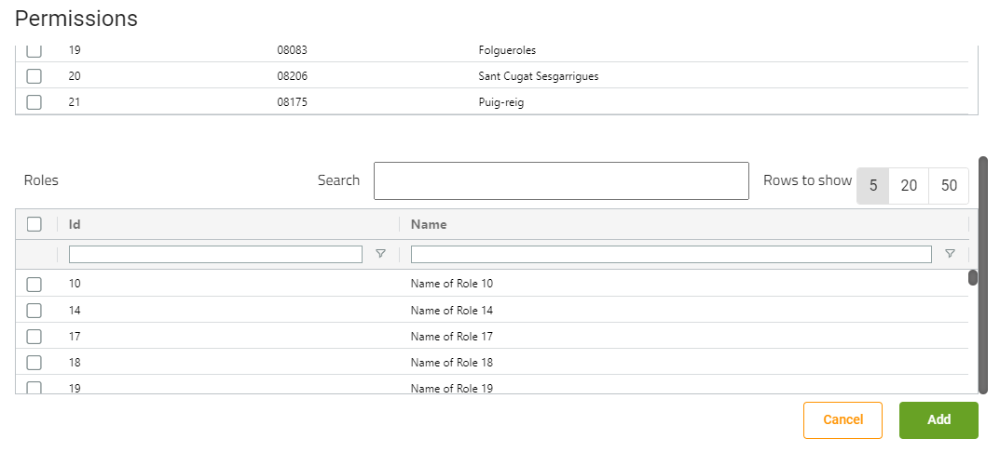 Permissions
19 08083 Folgueroles
20 08206 Sant Cugat Sesgarrigues
21 08175 Puig-reig
Roles Search Rows to show 5 20 50
Id Name
10 Name of Role 10
14 Name of Role 14
17 Name of Role 17
18 Name of Role 18
19 Name of Role 19
Cancel Add